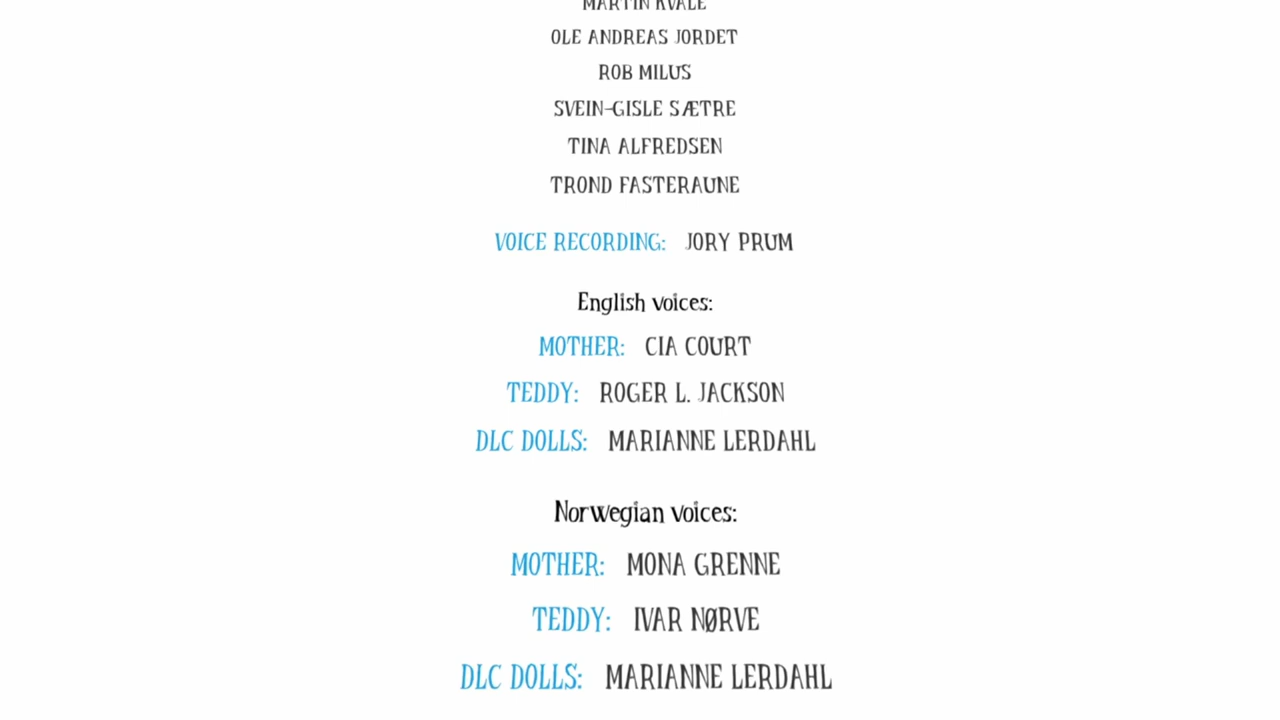 MARTIN KVALE
OLE ANDREAS JORDET
ROB MILUS
SVEIN-GISLE SÆTRE
TINA ALFREDSEN
TROND FASTERAUNE
VOICE RECORDING: JORY PRUM
English voices:
MOTHER: CIA COURT
TEDDY: ROGER L. JACKSON
DLC DOLLS: MARIANNE LERDAHL
Norwegian voices:
MOTHER: MONA GRENNE
TEDDY: IVAR NØRVE
DLC DOLLS: MARIANNE LERDAHL